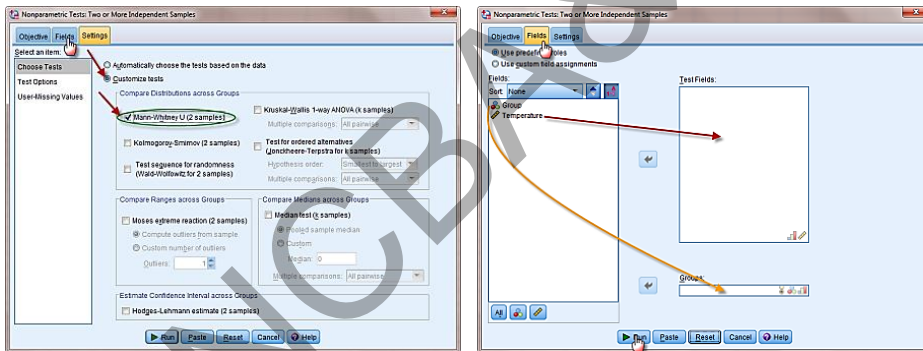 Nonparametric Tests: Two or More Independent Samples
Objective Fields Settings
Select an item:
Choose Tests
Test Options
User-Missing Values
Automatically choose the tests based on the data
Customize tests
Compare Distributions across Groups
Mann-Whitney U (2 samples)
Kolmogorov-Smirnov (2 samples)
Test sequence for randomness
(Wald-Wolfowitz for 2 samples)
Kruskal-Wallis 1-way ANOVA (k samples)
Multiple comparisons: All pairwise
Test for ordered alternatives
(Jonckheere-Terpstra for k samples)
Hypothesis order: Smallest to largest
Multiple comparisons: All pairwise
Compare Ranges across Groups
Moses extreme reaction (2 samples)
Compute outliers from sample
Custom number of outliers
Outliers: 1
Compare Medians across Groups
Median test (k samples)
Pooled sample median
Custom
Median: 0
Multiple comparisons: All pairwise
Estimate Confidence Interval across Groups
Hodges-Lehmann estimate (2 samples)
Run Paste Reset Cancel Help
Nonparametric Tests: Two or More Independent Samples
Objective Fields Settings
Use predefined roles
Use custom field assignments
Fields:
Sort: None
Group
Temperature
Test Fields:
Groups:
All
Run Paste Reset Cancel Help
NCBA